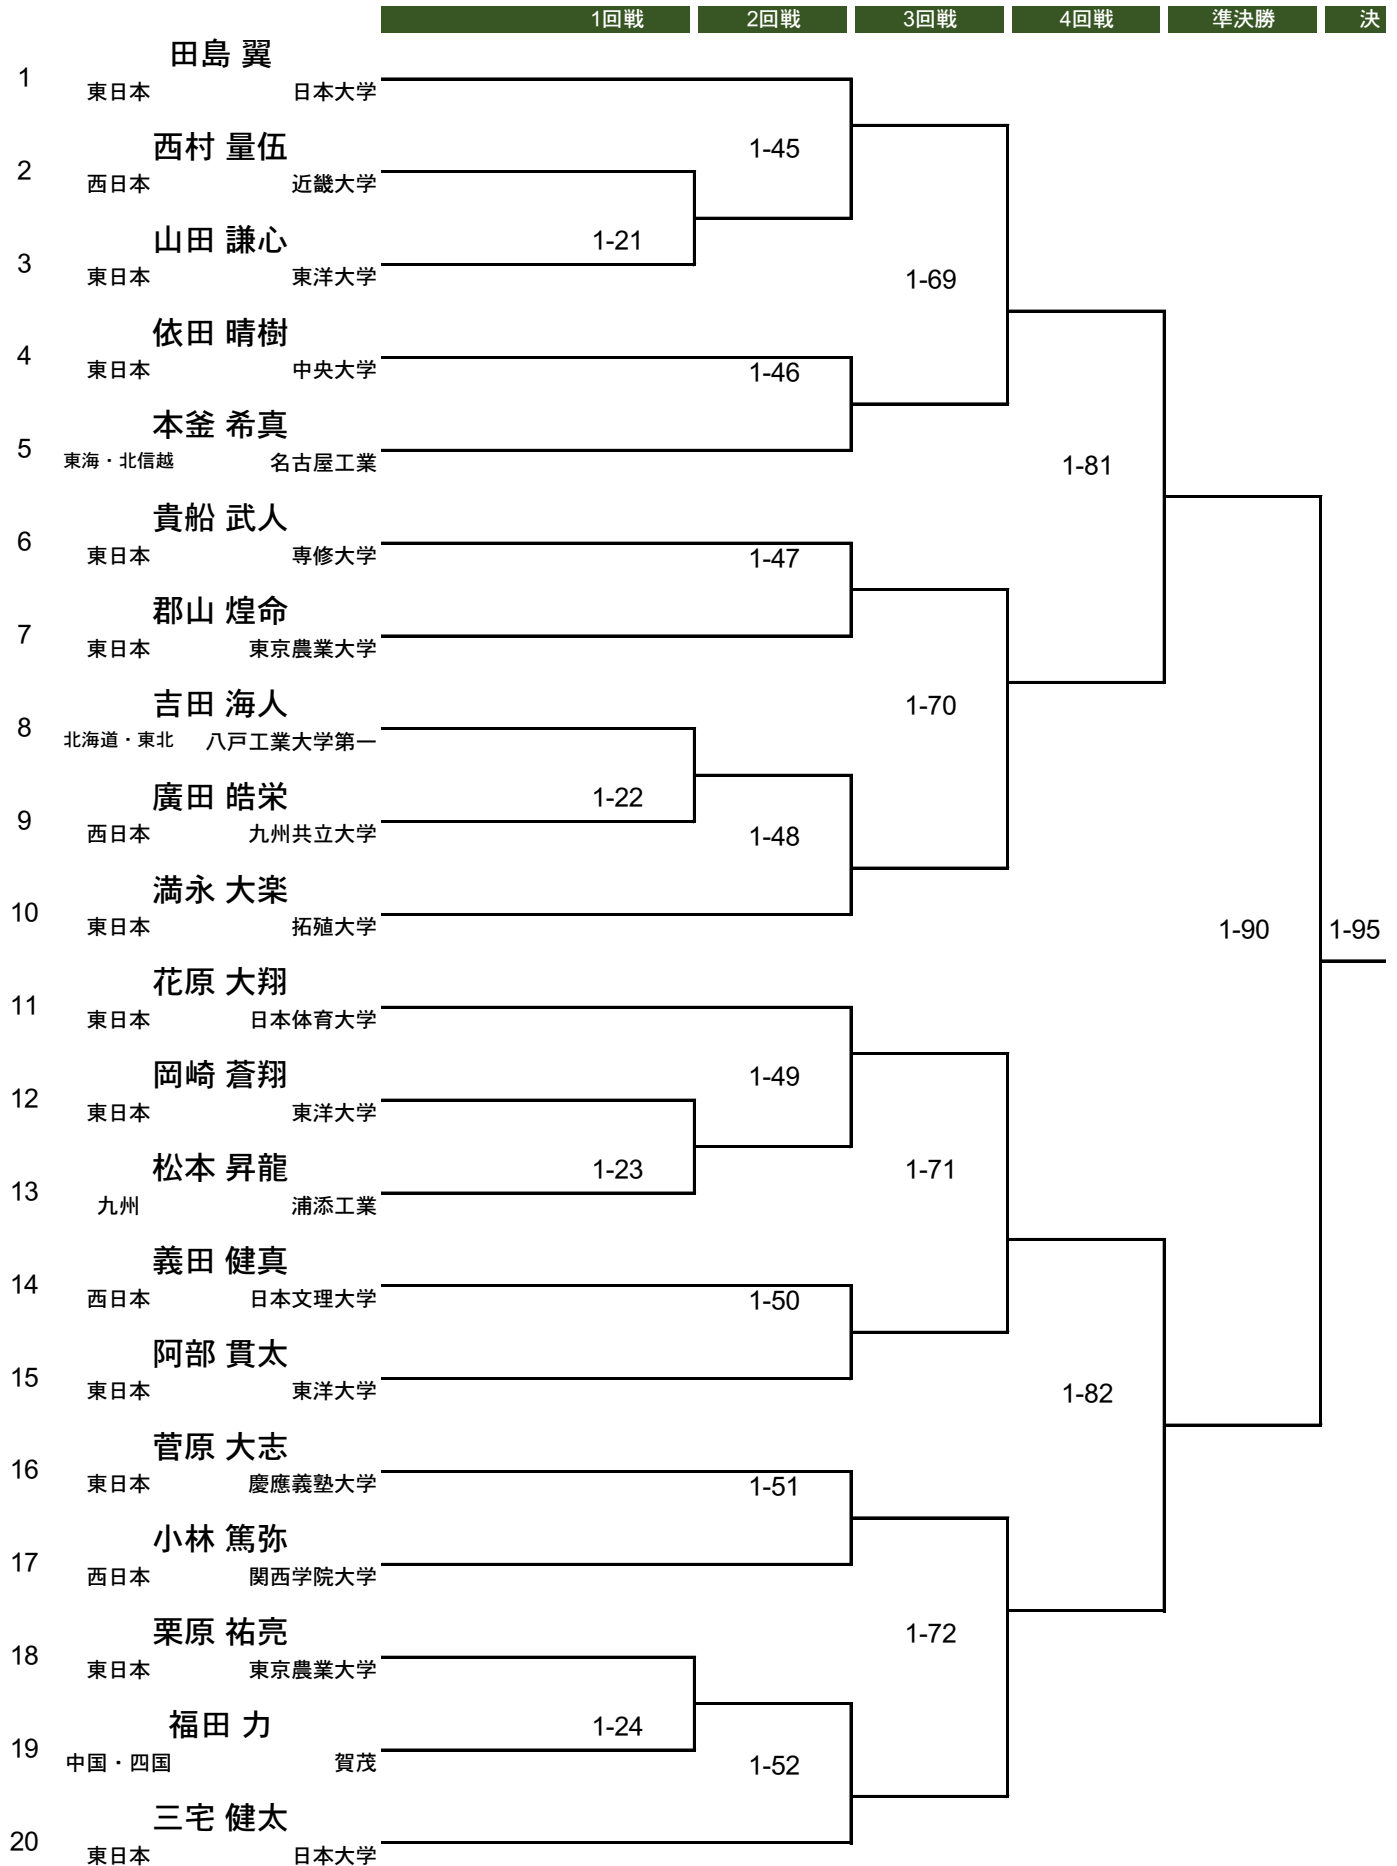 1回戦 2回戦 3回戦 4回戦 準決勝 決
田島 翼
1 東日本 日本大学
1-45
西村 量伍
2 西日本 近畿大学
1-21
山田 謙心
3 東日本 東洋大学
1-69
依田 晴樹
4 東日本 中央大学
1-46
本釜 希真
5 東海・北信越 名古屋工業
1-81
貴船 武人
6 東日本 専修大学
1-47
郡山 煌命
7 東日本 東京農業大学
吉田 海人
1-70
8 北海道・東北 八戸工業大学第一
廣田 皓栄
1-22
9 西日本 九州共立大学
1-48
満永 大楽
10 東日本 拓殖大学
1-90 1-95
花原 大翔
11 東日本 日本体育大学
岡崎 蒼翔
1-49
12 東日本 東洋大学
松本 昇龍
1-23 1-71
13 九州 浦添工業
義田 健真
14 西日本 日本文理大学
1-50
阿部 貫太
15 東日本 東洋大学
1-82
菅原 大志
16 東日本 慶應義塾大学
1-51
小林 篤弥
17 西日本 関西学院大学
栗原 祐亮
1-72
18 東日本 東京農業大学
福田 力
1-24
19 中国・四国 賀茂
1-52
三宅 健太
20 東日本 日本大学